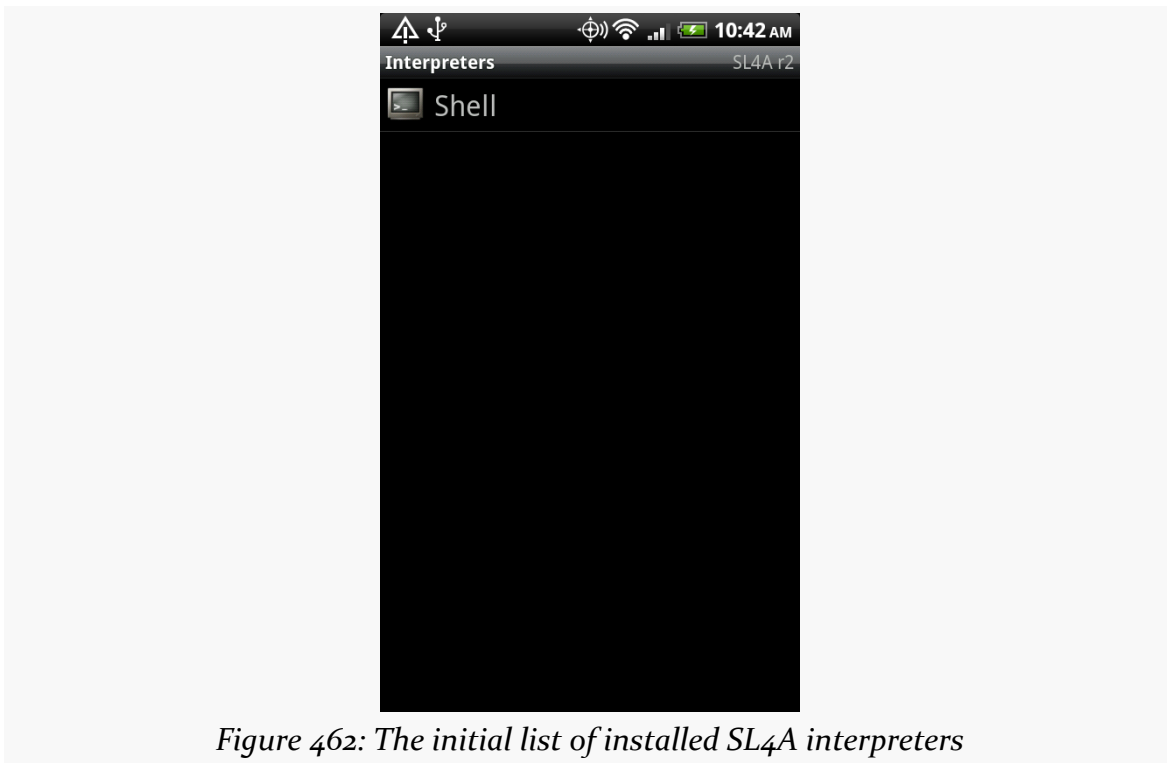 10:42 AM
Interpreters SL4A r2
>_ Shell
Figure 462: The initial list of installed SL4A interpreters